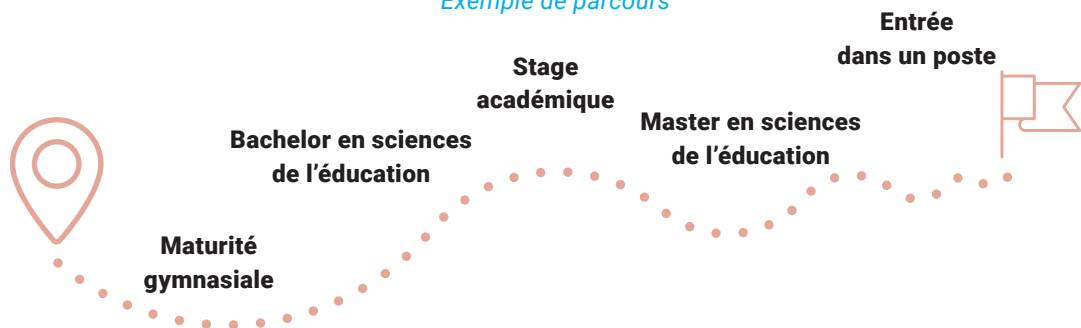 Exemple de parcours
Maturité
gymnasiale
Bachelor en sciences
de l'éducation
Stage
académique
Master en sciences
de l'éducation
Entrée
dans un poste